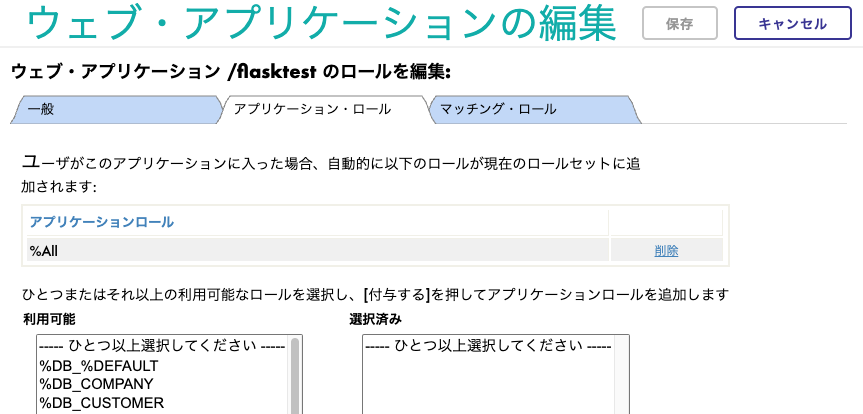 ウェブ・アプリケーションの編集
保存
キャンセル
ウェブ・アプリケーション /flasktest のロールを編集:
一般
アプリケーション・ロール
マッチング・ロール
ユーザがこのアプリケーションに入った場合、自動的に以下のロールが現在のロールセットに追
加されます:
アプリケーションロール
%All
削除
ひとつまたはそれ以上の利用可能なロールを選択し、[付与する]を押してアプリケーションロールを追加します
利用可能
選択済み
----- ひとつ以上選択してください -----
----- ひとつ以上選択してください -----
%DB_%DEFAULT
%DB_COMPANY
%DB_CUSTOMER